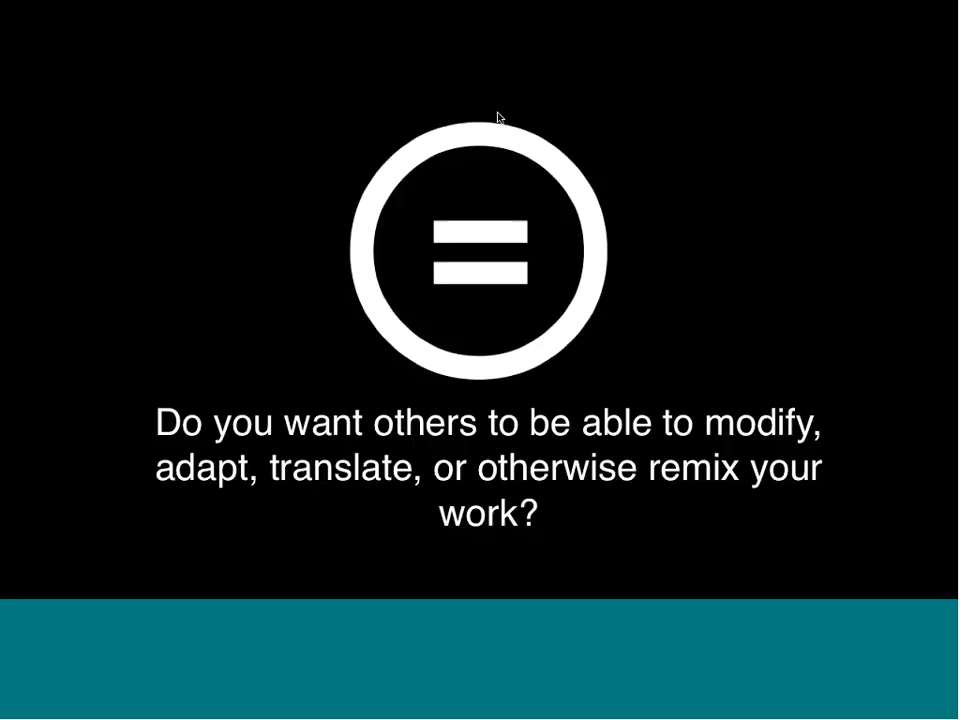 Do you want others to be able to modify,
adapt, translate, or otherwise remix your
work?